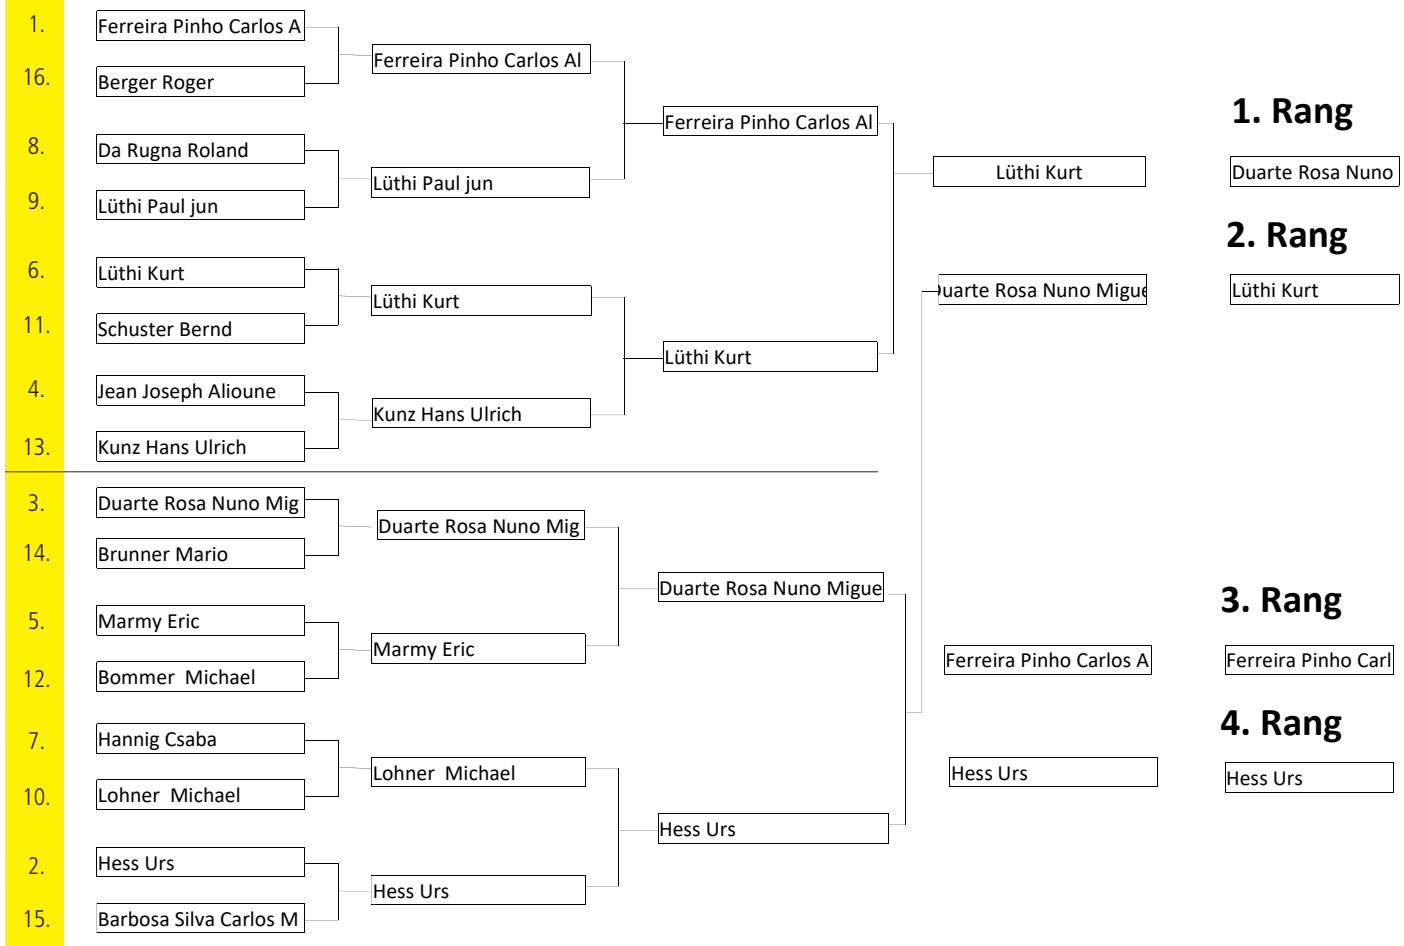 1.
Ferreira Pinho Carlos A
16.
Berger Roger
8.
Da Rugna Roland
9.
Lüthi Paul jun
6.
Lüthi Kurt
11.
Schuster Bernd
4.
Jean Joseph Alioune
13.
Kunz Hans Ulrich
3.
Duarte Rosa Nuno Mig
14.
Brunner Mario
5.
Marmy Eric
12.
Bommer  Michael
7.
Hannig Csaba
10.
Lohner  Michael
2.
Hess Urs
15.
Barbosa Silva Carlos M
Ferreira Pinho Carlos Al
Lüthi Paul jun
Lüthi Kurt
Kunz Hans Ulrich
Duarte Rosa Nuno Mig
Marmy Eric
Lohner  Michael
Hess Urs
Ferreira Pinho Carlos Al
Lüthi Kurt
Duarte Rosa Nuno Migue
Hess Urs
Lüthi Kurt
Duarte Rosa Nuno Migue
Ferreira Pinho Carlos A
Hess Urs
1. Rang
Duarte Rosa Nuno
2. Rang
Lüthi Kurt
3. Rang
Ferreira Pinho Carl
4. Rang
Hess Urs